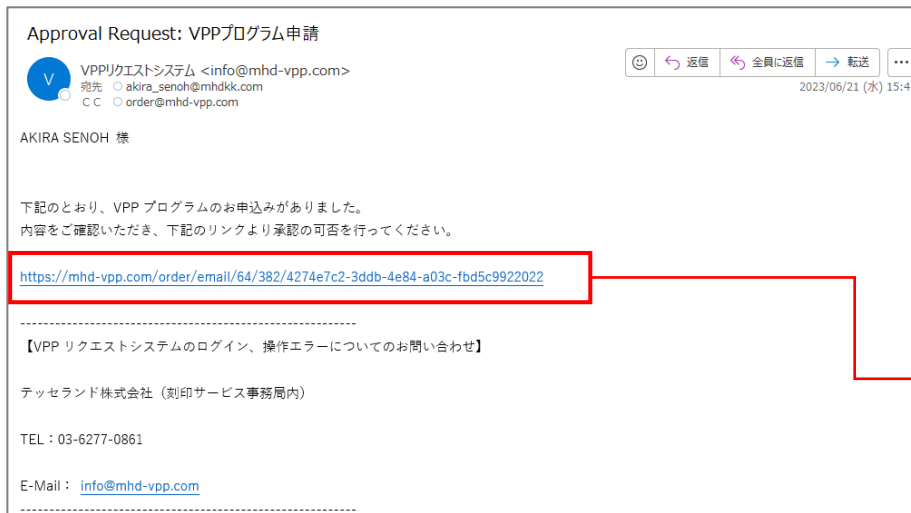 Approval Request: VPPプログラム申請
V
VPPリクエストシステム <info@mhd-vpp.com>
宛先 akira_senoh@mhdkk.com
CC order@mhd-vpp.com
返信 全員に返信 転送
2023/06/21 (水) 15:4
AKIRA SENOH 様
下記のとおり、VPP プログラムのお申込みがありました。
内容をご確認いただき、下記のリンクより承認の可否を行ってください。
https://mhd-vpp.com/order/email/64/382/4274e7c2-3ddb-4e84-a03c-fbd5c9922022
----------------------------------------------------------
【VPP リクエストシステムのログイン、操作エラーについてのお問い合わせ】
テッセランド株式会社（刻印サービス事務局内）
TEL：03-6277-0861
E-Mail： info@mhd-vpp.com
----------------------------------------------------------